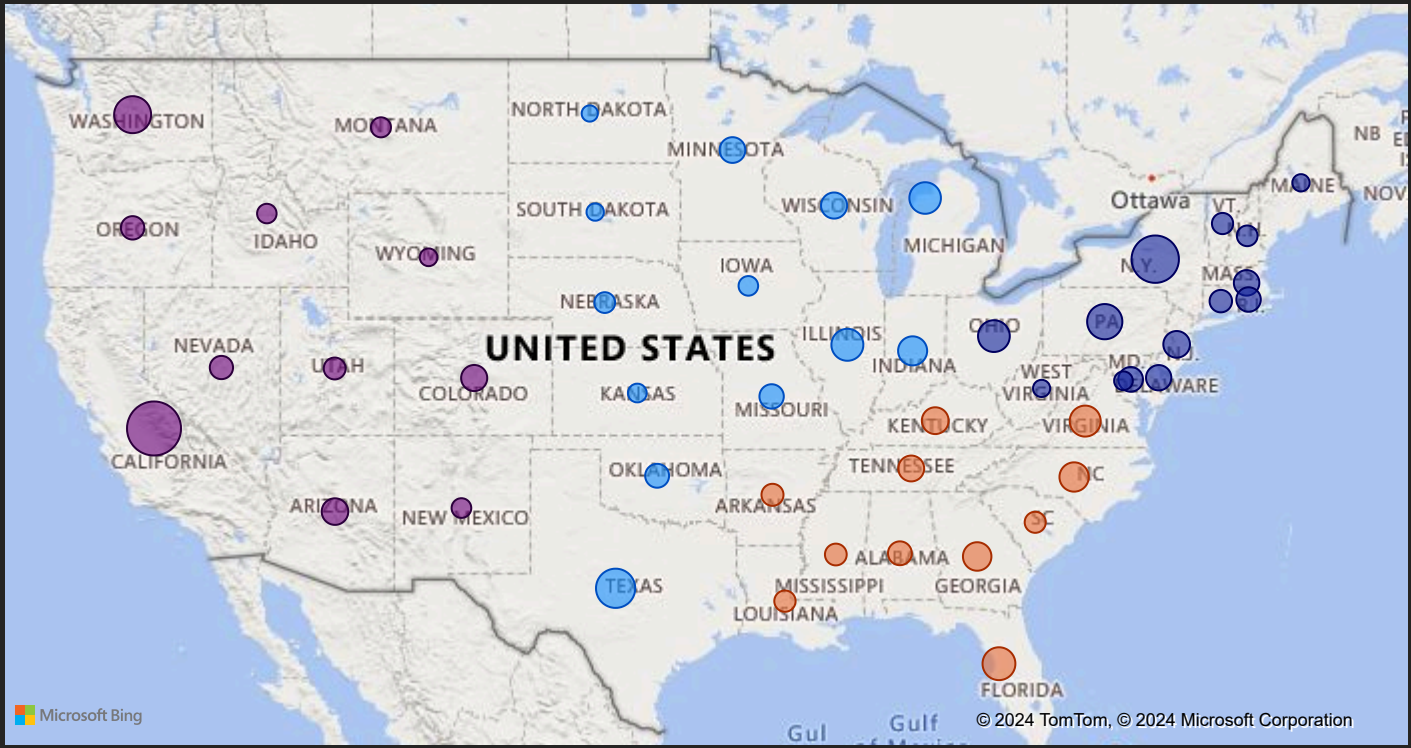 NORTH DAKOTA
WASHINGTON
MONTANA
NB
MINNESOTA
MAINE
NOV
Ottawa
VT.
WISCONSIN
SOUTH DAKOTA
OREGON
IDAHO
MICHIGAN
WYOMING
N.Y.
IOWA
MASS.
NEBRASKA
R.I.
OHIO
PA
ILLINOIS
NEVADA
UNITED STATES
N.J.
UTAH
INDIANA
MD.
WEST
VIRGINIA
DELAWARE
COLORADO
KANSAS
MISSOURI
KENTUCKY
VIRGINIA
CALIFORNIA
TENNESSEE
OKLAHOMA
NC
ARIZONA
NEW MEXICO
ARKANSAS
SC
ALABAMA
TEXAS
MISSISSIPPI
GEORGIA
LOUISIANA
FLORIDA
Microsoft Bing
© 2024 TomTom, © 2024 Microsoft Corporation
Gul
Gulf
of Mexico